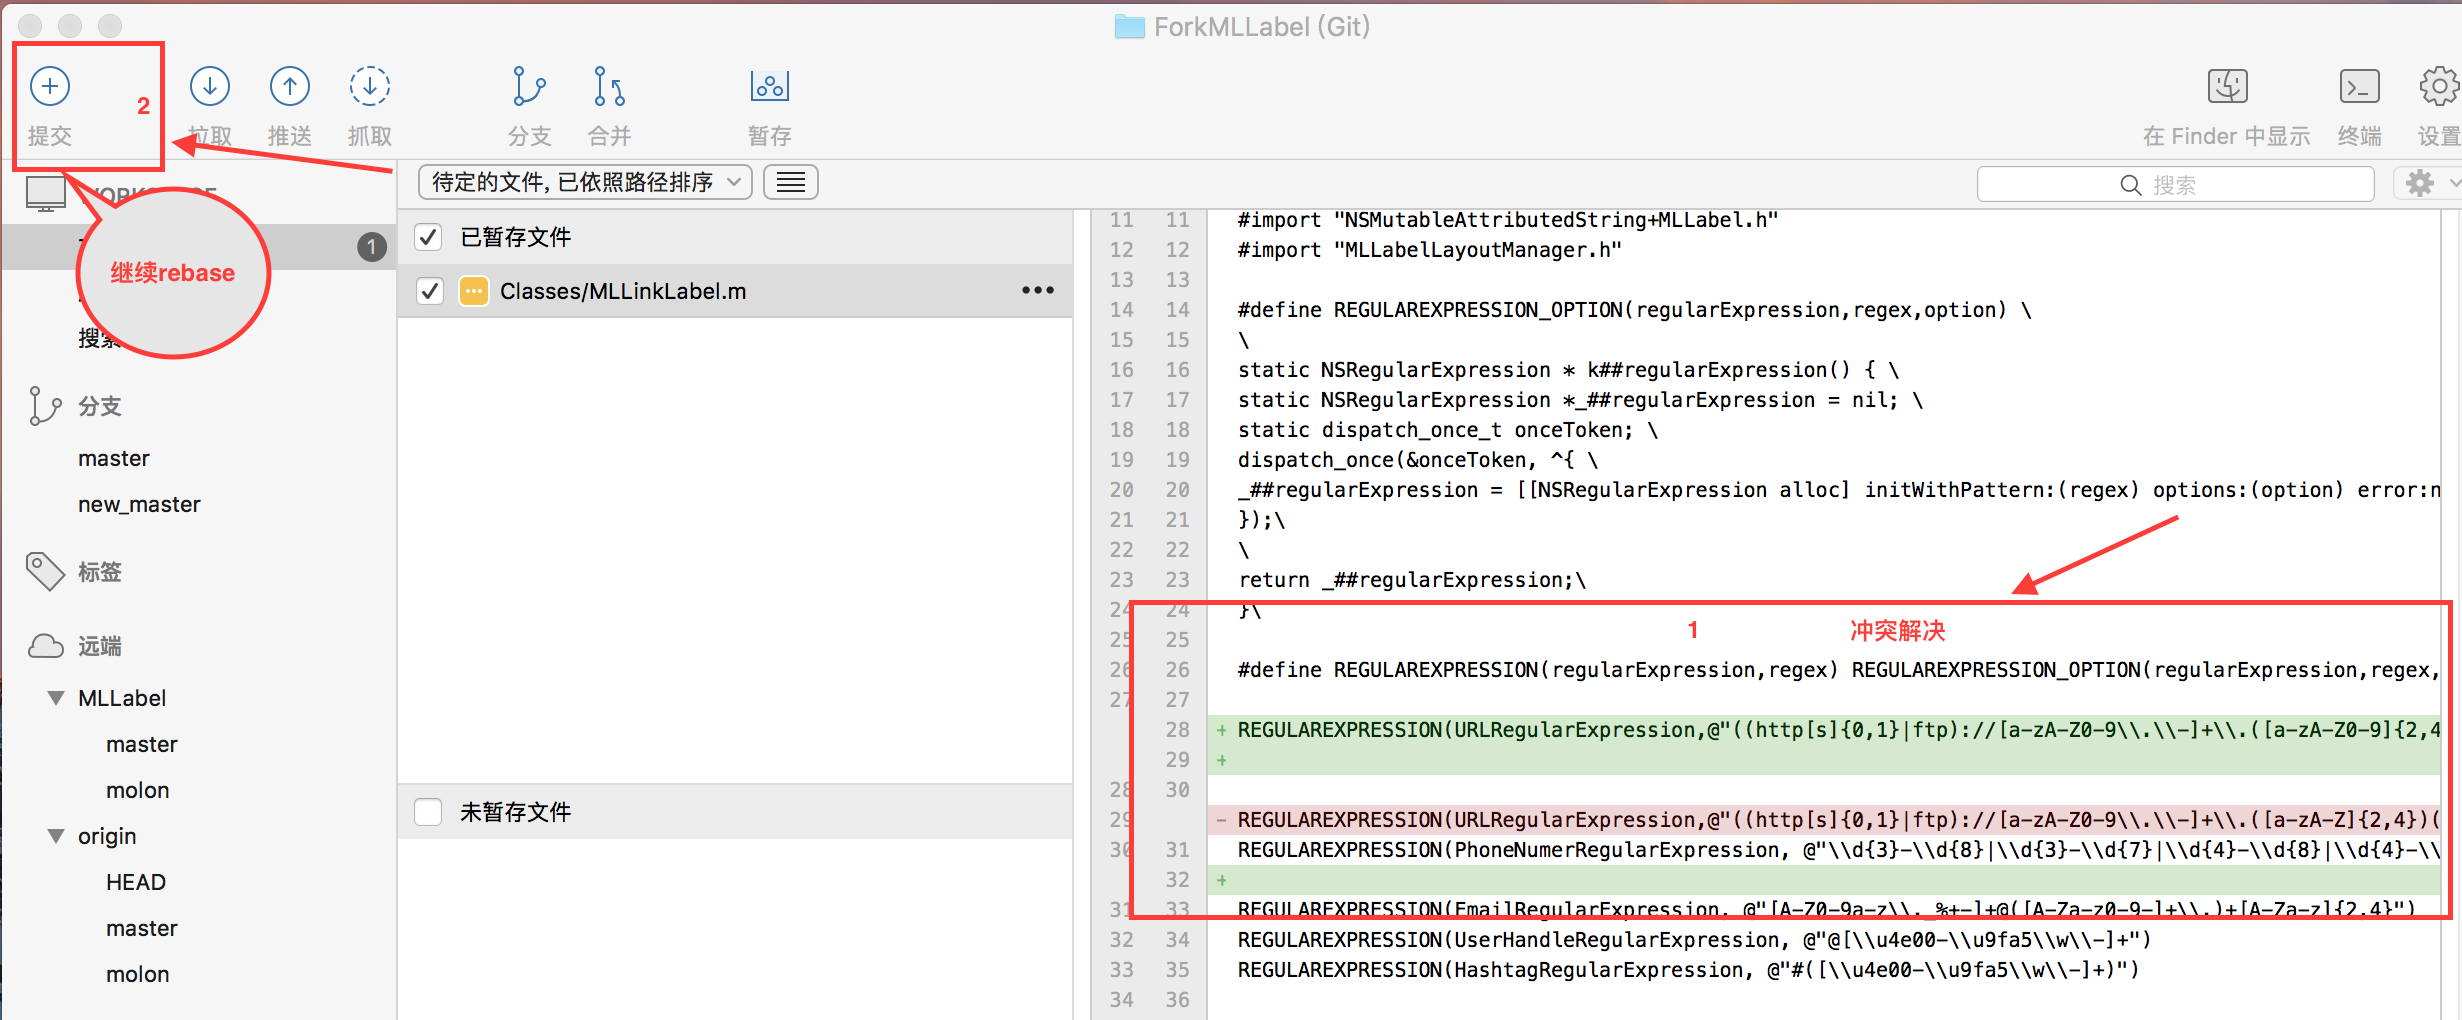 ForkMLLabel (Git)
2
提交
拉取
推送
抓取
分支
合并
暂存
在 Finder 中显示
终端
设置
待定的文件, 已依照路径排序
搜索
1
继续rebase
搜索
分支
master
new_master
标签
远端
MLLabel
master
molon
origin
HEAD
master
molon
已暂存文件
Classes/MLLinkLabel.m
未暂存文件
11 11 #import "NSMutableAttributedString+MLLabel.h"
12 12 #import "MLLabelLayoutManager.h"
13 13
14 14 #define REGULAREXPRESSION_OPTION(regularExpression,regex,option) \
15 15 \
16 16 static NSRegularExpression * k##regularExpression() { \
17 17 static NSRegularExpression *_##regularExpression = nil; \
18 18 static dispatch_once_t onceToken; \
19 19 dispatch_once(&onceToken, ^{ \
20 20 _##regularExpression = [[NSRegularExpression alloc] initWithPattern:(regex) options:(option) error:n
21 21 });\
22 22 \
23 23 return _##regularExpression;\
24 24 }\
25 25
1 冲突解决
26 26 #define REGULAREXPRESSION(regularExpression,regex) REGULAREXPRESSION_OPTION(regularExpression,regex,
27 27
28 + REGULAREXPRESSION(URLRegularExpression,@"((http[s]{0,1}|ftp)://[a-zA-Z0-9\\.\\-]+\\.([a-zA-Z0-9]{2,4
29 +
28 30
29 - REGULAREXPRESSION(URLRegularExpression,@"((http[s]{0,1}|ftp)://[a-zA-Z0-9\\.\\-]+\\.([a-zA-Z]{2,4})(
30 31 REGULAREXPRESSION(PhoneNumerRegularExpression, @"\\d{3}-\\d{8}|\\d{3}-\\d{7}|\\d{4}-\\d{8}|\\d{4}-\\
32 +
31 33 REGULAREXPRESSION(EmailRegularExpression, @"[A-Z0-9a-z\\._%+-]+@([A-Za-z0-9-]+\\.)+[A-Za-z]{2,4}")
32 34 REGULAREXPRESSION(UserHandleRegularExpression, @"@[\\u4e00-\\u9fa5\\w\\-]+")
33 35 REGULAREXPRESSION(HashtagRegularExpression, @"#([\\u4e00-\\u9fa5\\w\\-]+)")
34 36